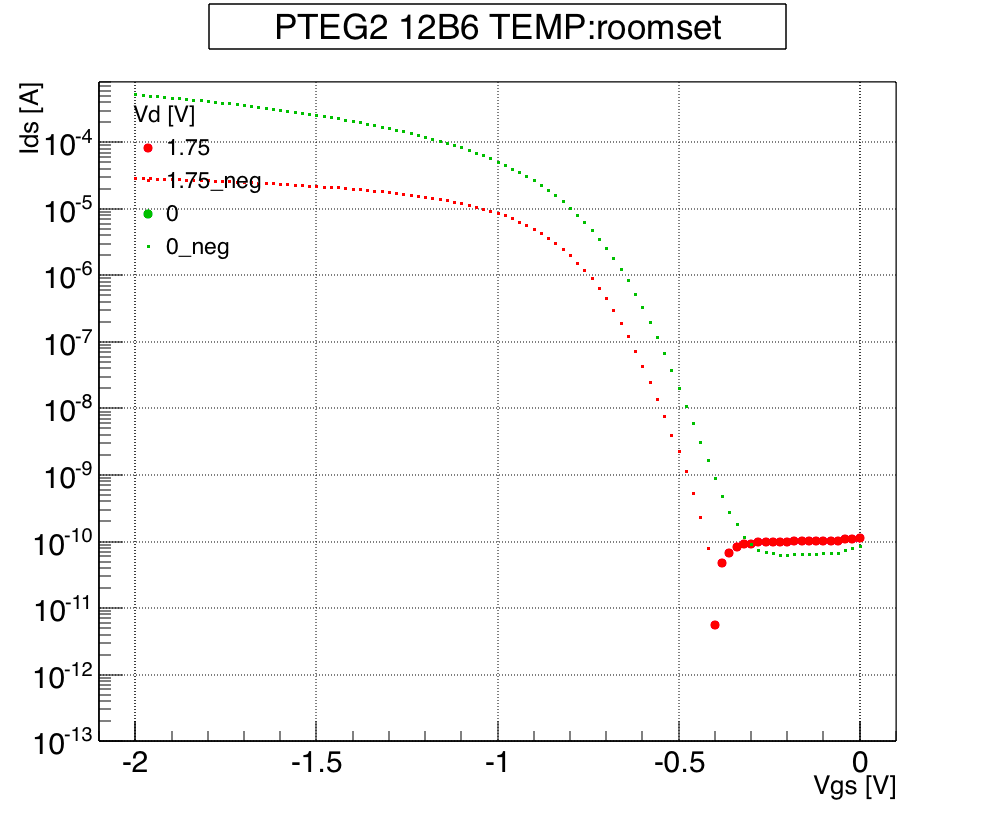 PTEG2 12B6 TEMP:roomset
Ids [A]
Vd [V]
1.75
1.75_neg
0
0_neg
10^-4
10^-5
10^-6
10^-7
10^-8
10^-9
10^-10
10^-11
10^-12
10^-13
-2 -1.5 -1 -0.5 0
Vgs [V]